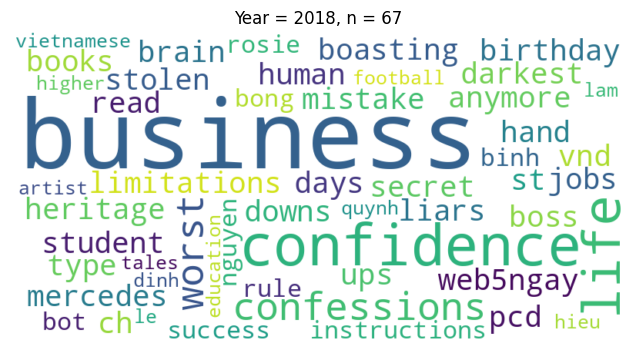 Year = 2018, n = 67
vietnamese brain rosie boasting birthday
books stolen human football darkest lam
higher read bong mistake anymore
business hand
binh vnd
artist limitations days secret st jobs
heritage worst education nguyen downs quynh liars boss life
student confidence
type tales ups web5ngay
dinh rule
mercedes confessions pcd
bot ch le success instructions hieu